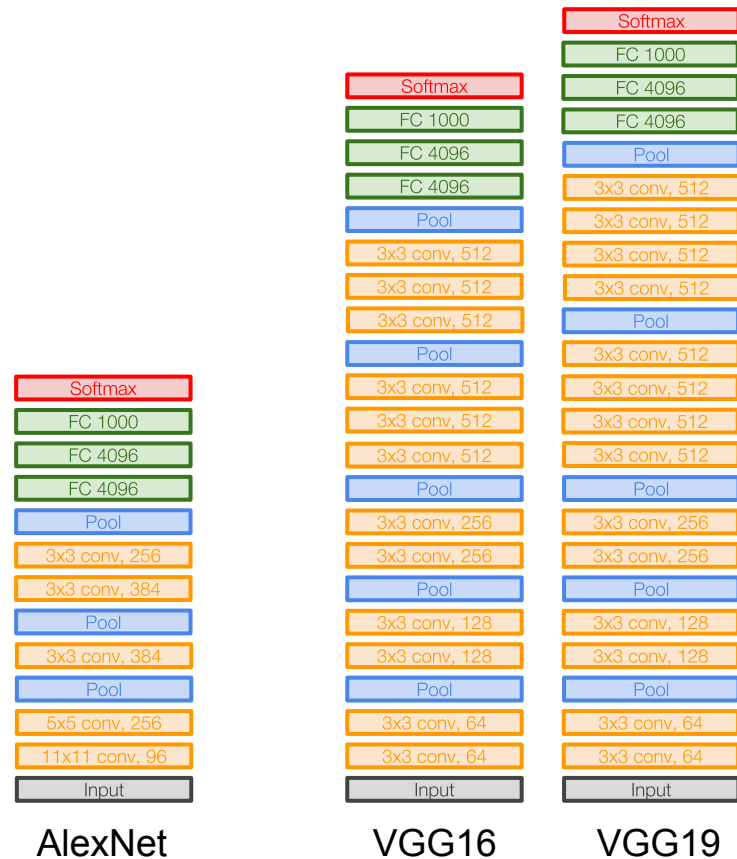 Softmax
FC 1000
FC 4096
FC 4096
Pool
3x3 conv, 256
3x3 conv, 384
Pool
3x3 conv, 384
Pool
5x5 conv, 256
11x11 conv, 96
Input
AlexNet
Softmax
FC 1000
FC 4096
FC 4096
Pool
3x3 conv, 512
3x3 conv, 512
3x3 conv, 512
Pool
3x3 conv, 512
3x3 conv, 512
3x3 conv, 512
Pool
3x3 conv, 256
3x3 conv, 256
Pool
3x3 conv, 128
3x3 conv, 128
Pool
3x3 conv, 64
3x3 conv, 64
Input
VGG16
Softmax
FC 1000
FC 4096
FC 4096
Pool
3x3 conv, 512
3x3 conv, 512
3x3 conv, 512
3x3 conv, 512
Pool
3x3 conv, 512
3x3 conv, 512
3x3 conv, 512
3x3 conv, 512
Pool
3x3 conv, 256
3x3 conv, 256
Pool
3x3 conv, 128
3x3 conv, 128
Pool
3x3 conv, 64
3x3 conv, 64
Input
VGG19